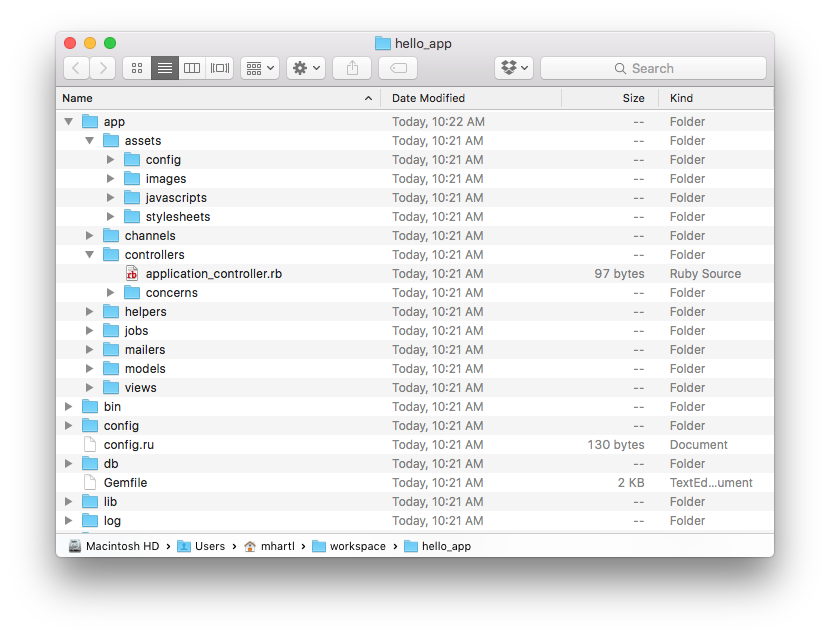 hello_app
Search
Name Date Modified Size Kind
app Today, 10:22 AM -- Folder
assets Today, 10:21 AM -- Folder
config Today, 10:21 AM -- Folder
images Today, 10:21 AM -- Folder
javascripts Today, 10:21 AM -- Folder
stylesheets Today, 10:21 AM -- Folder
channels Today, 10:21 AM -- Folder
controllers Today, 10:21 AM -- Folder
rb application_controller.rb Today, 10:21 AM 97 bytes Ruby Source
concerns Today, 10:21 AM -- Folder
helpers Today, 10:21 AM -- Folder
jobs Today, 10:21 AM -- Folder
mailers Today, 10:21 AM -- Folder
models Today, 10:21 AM -- Folder
views Today, 10:21 AM -- Folder
bin Today, 10:21 AM -- Folder
config Today, 10:21 AM -- Folder
config.ru Today, 10:21 AM 130 bytes Document
db Today, 10:21 AM -- Folder
Gemfile Today, 10:21 AM 2 KB TextEd...ument
lib Today, 10:21 AM -- Folder
log Today, 10:21 AM -- Folder
Macintosh HD › Users › mhartl › workspace › hello_app